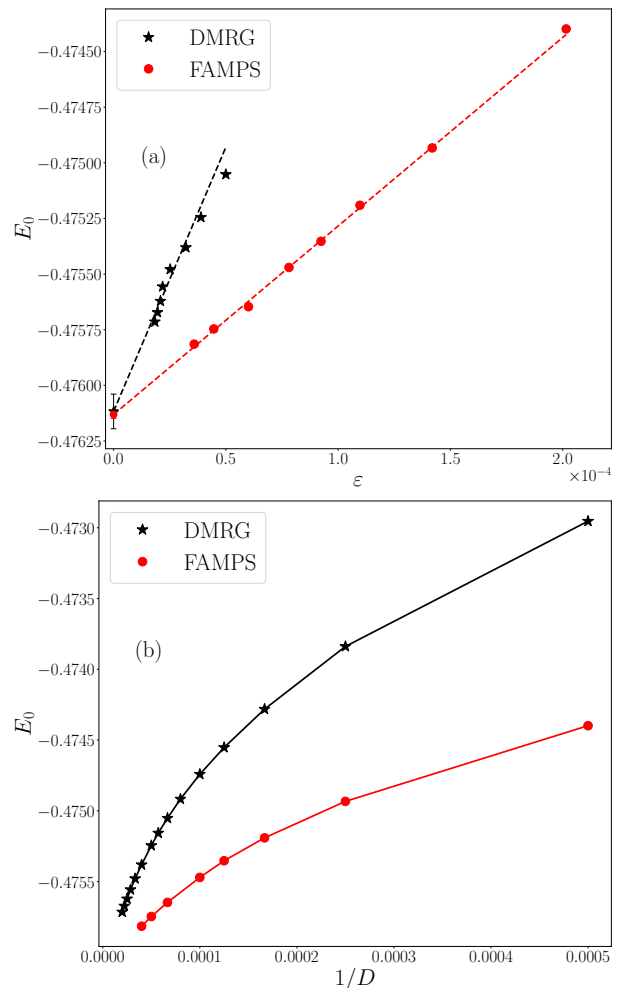 DMRG
FAMPS
(a)
−0.47450
−0.47475
−0.47500
−0.47525
−0.47550
−0.47575
−0.47600
−0.47625
E₀
0.0 0.5 1.0 1.5 2.0
×10⁻⁴
ε
DMRG
FAMPS
(b)
−0.4730
−0.4735
−0.4740
−0.4745
−0.4750
−0.4755
E₀
0.0000 0.0001 0.0002 0.0003 0.0004 0.0005
1/D